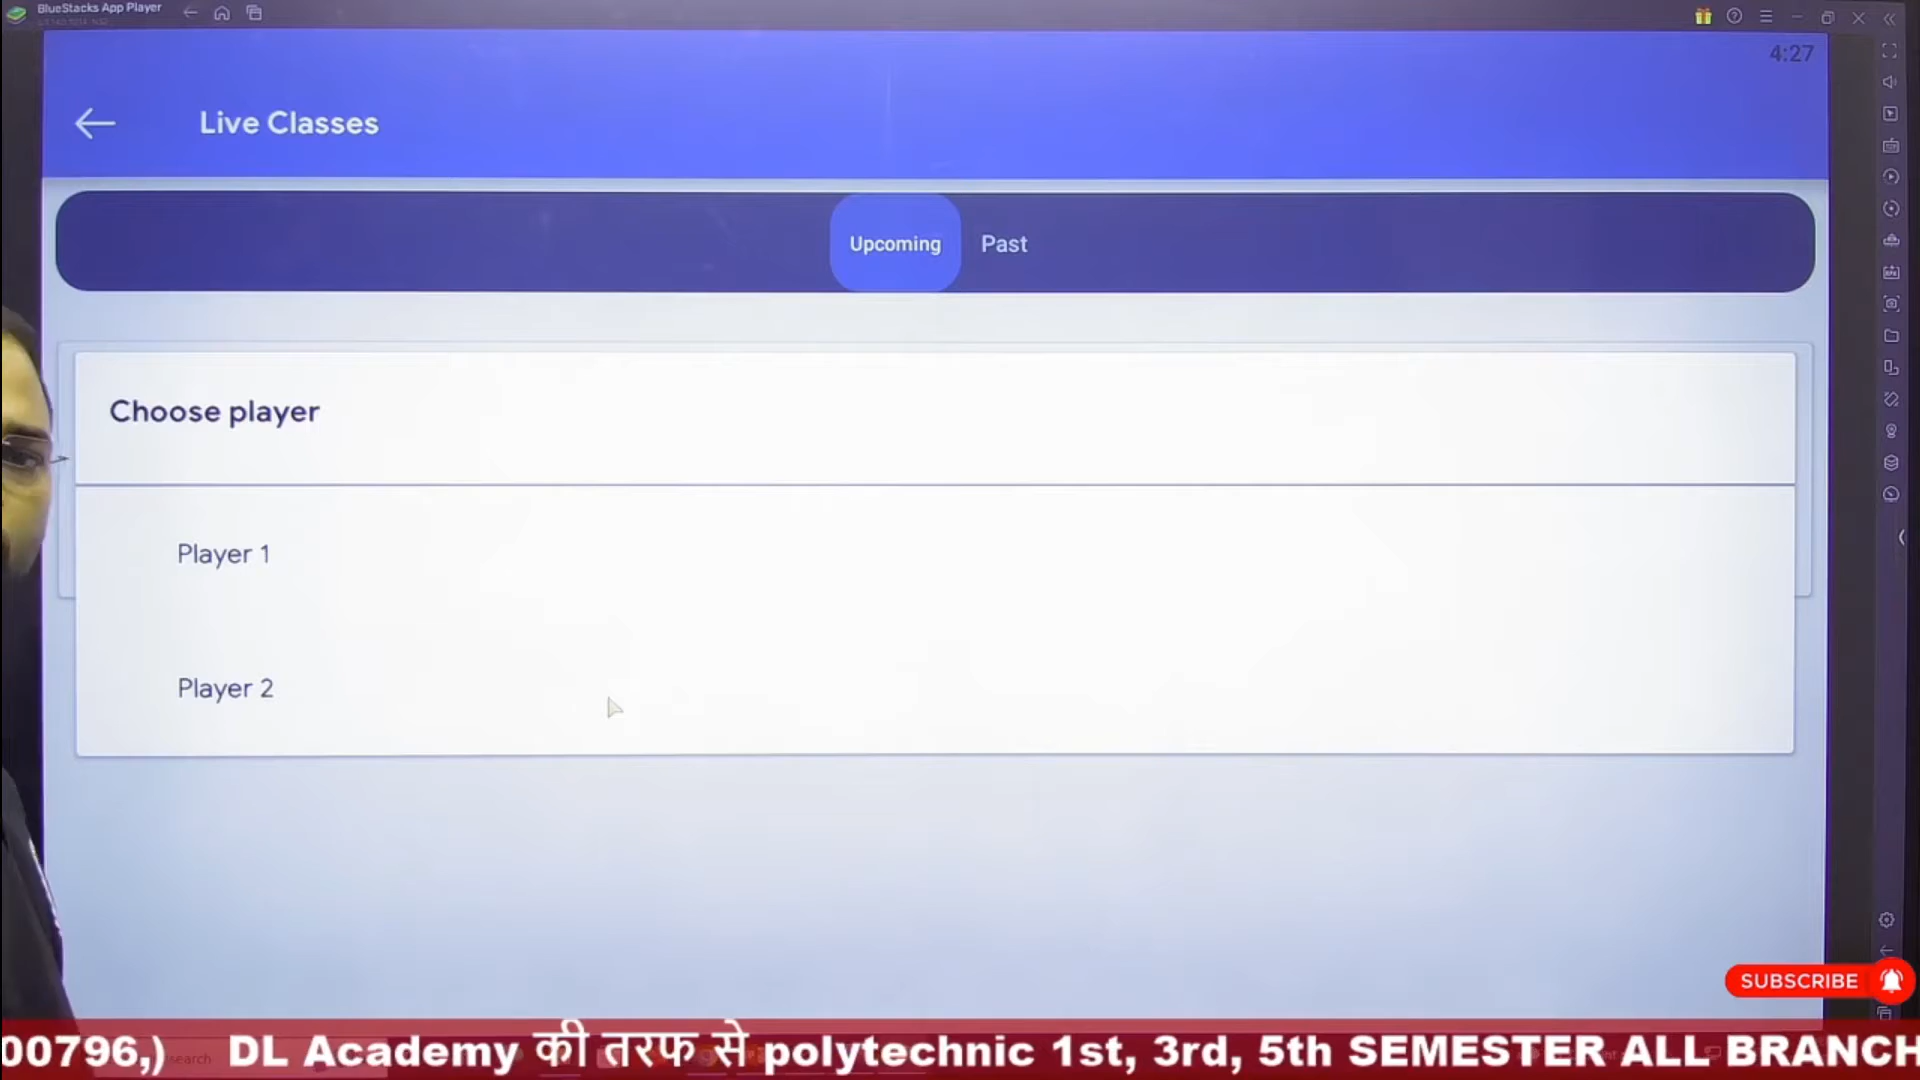 BlueStacks App Player
4:27
Live Classes
Upcoming Past
Choose player
Player 1
Player 2
SUBSCRIBE
00796,) DL Academy की तरफ से polytechnic 1st, 3rd, 5th SEMESTER ALL BRANCH